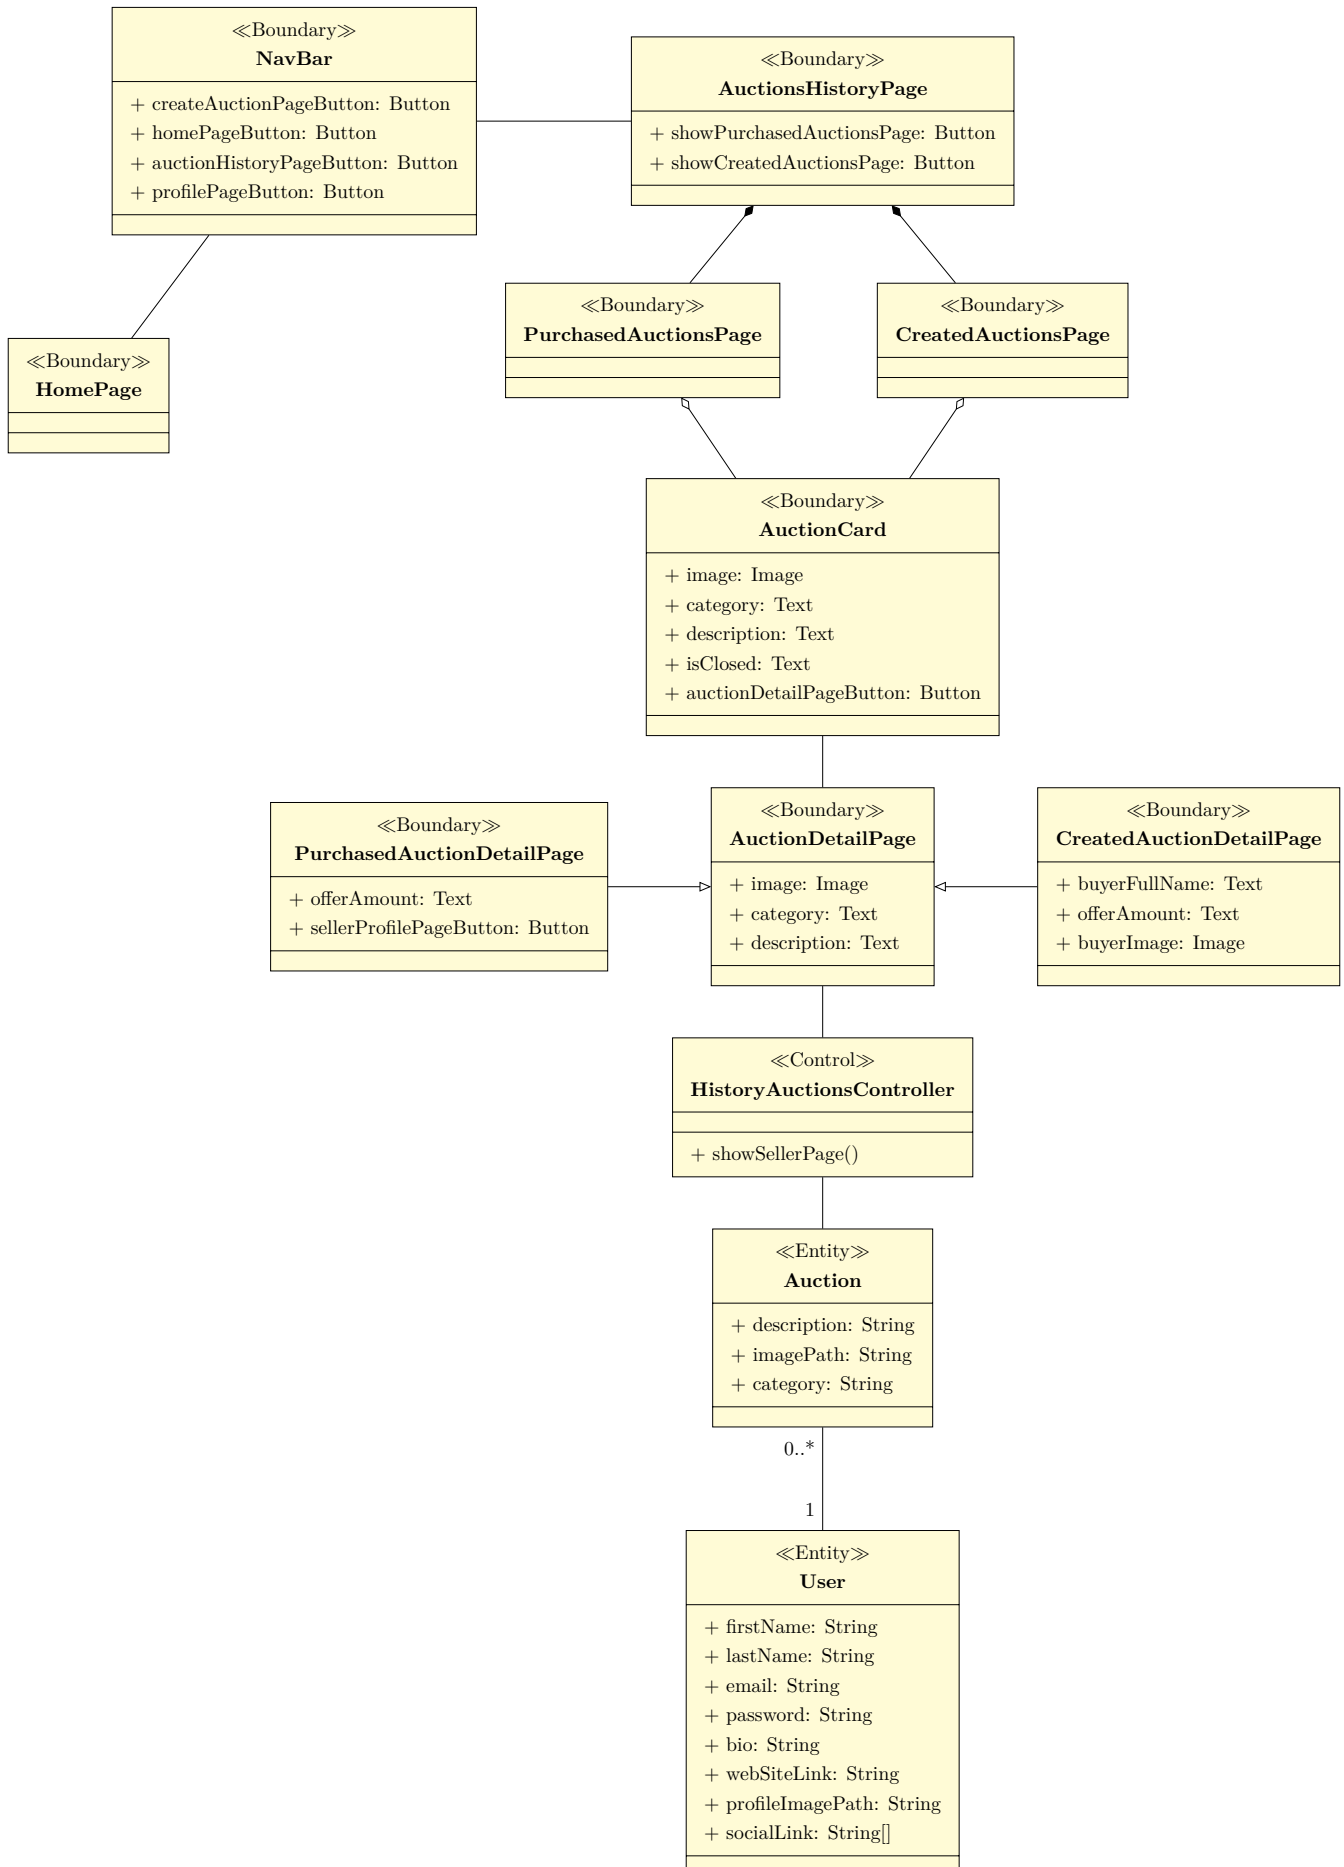 ≪Boundary≫
NavBar
+ createAuctionPageButton: Button
+ homePageButton: Button
+ auctionHistoryPageButton: Button
+ profilePageButton: Button
≪Boundary≫
AuctionsHistoryPage
+ showPurchasedAuctionsPage: Button
+ showCreatedAuctionsPage: Button
≪Boundary≫
PurchasedAuctionsPage
≪Boundary≫
CreatedAuctionsPage
≪Boundary≫
HomePage
≪Boundary≫
AuctionCard
+ image: Image
+ category: Text
+ description: Text
+ isClosed: Text
+ auctionDetailPageButton: Button
≪Boundary≫
PurchasedAuctionDetailPage
+ offerAmount: Text
+ sellerProfilePageButton: Button
≪Boundary≫
AuctionDetailPage
+ image: Image
+ category: Text
+ description: Text
≪Boundary≫
CreatedAuctionDetailPage
+ buyerFullName: Text
+ offerAmount: Text
+ buyerImage: Image
≪Control≫
HistoryAuctionsController
+ showSellerPage()
≪Entity≫
Auction
+ description: String
+ imagePath: String
+ category: String
0..*
1
≪Entity≫
User
+ firstName: String
+ lastName: String
+ email: String
+ password: String
+ bio: String
+ webSiteLink: String
+ profileImagePath: String
+ socialLink: String[]